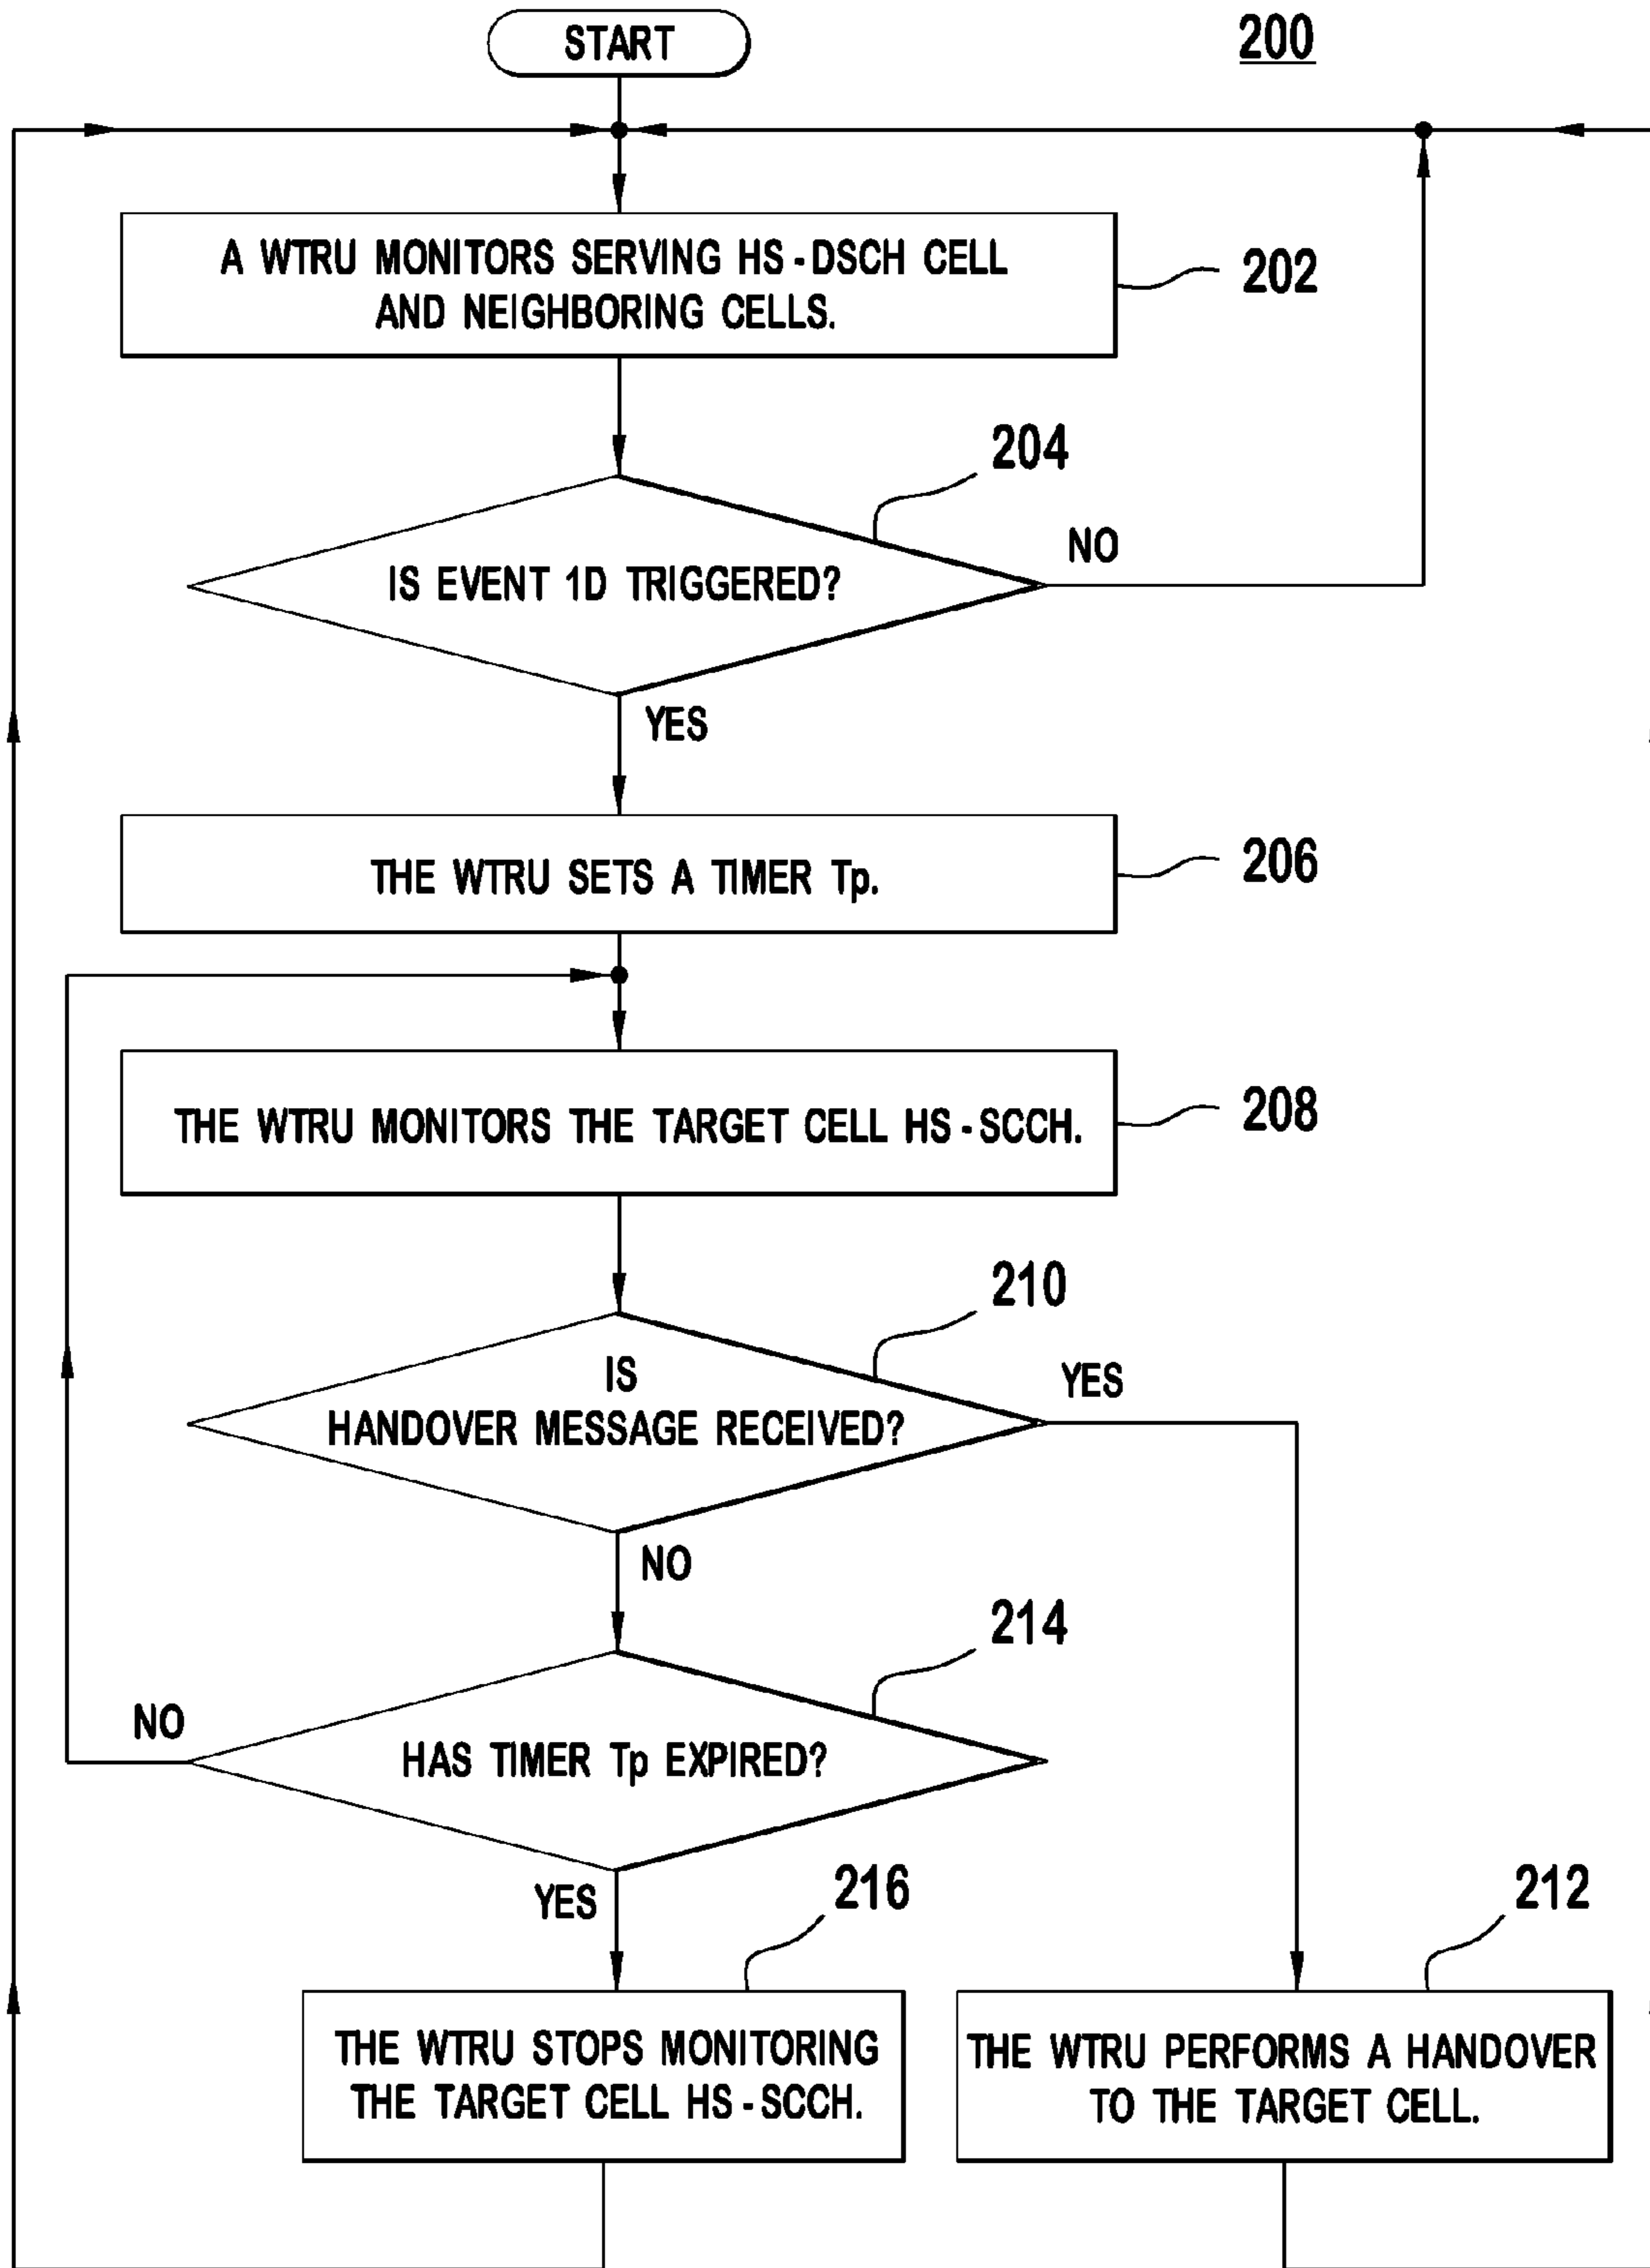 START
200
A WTRU MONITORS SERVING HS-DSCH CELL
AND NEIGHBORING CELLS.
202
204
IS EVENT 1D TRIGGERED?
NO
YES
THE WTRU SETS A TIMER Tp.
206
THE WTRU MONITORS THE TARGET CELL HS-SCCH.
208
210
IS
HANDOVER MESSAGE RECEIVED?
YES
NO
214
HAS TIMER Tp EXPIRED?
NO
YES
216
212
THE WTRU STOPS MONITORING
THE TARGET CELL HS-SCCH.
THE WTRU PERFORMS A HANDOVER
TO THE TARGET CELL.